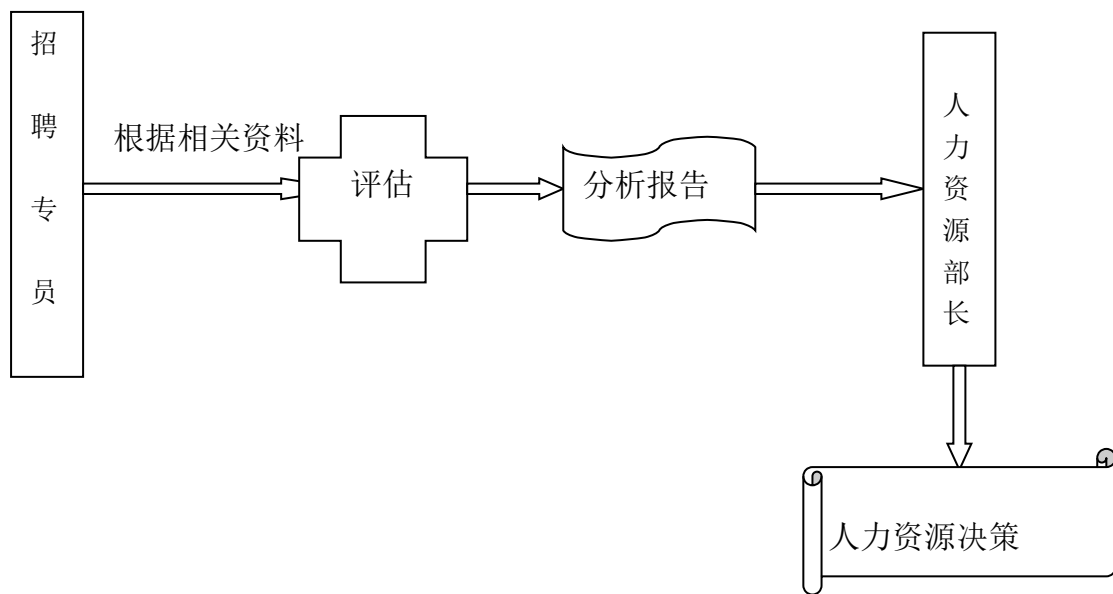 招聘专员
根据相关资料
评估
分析报告
人力资源部长
人力资源决策